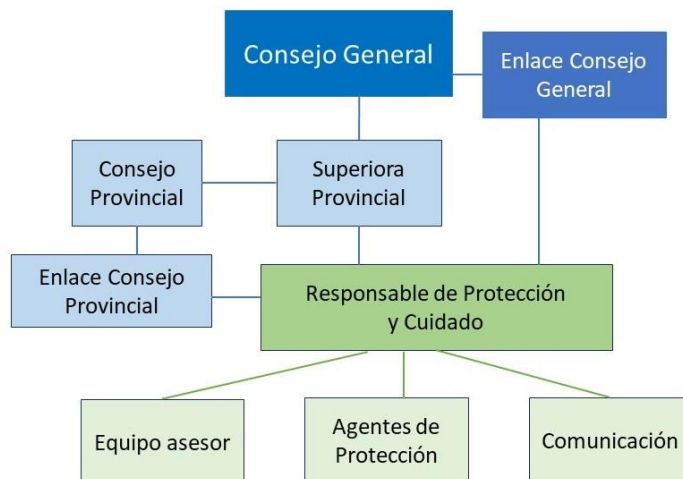 Consejo General
Enlace Consejo
General
Consejo
Provincial
Superiora
Provincial
Enlace Consejo
Provincial
Responsable de Protección
y Cuidado
Equipo asesor
Agentes de
Protección
Comunicación